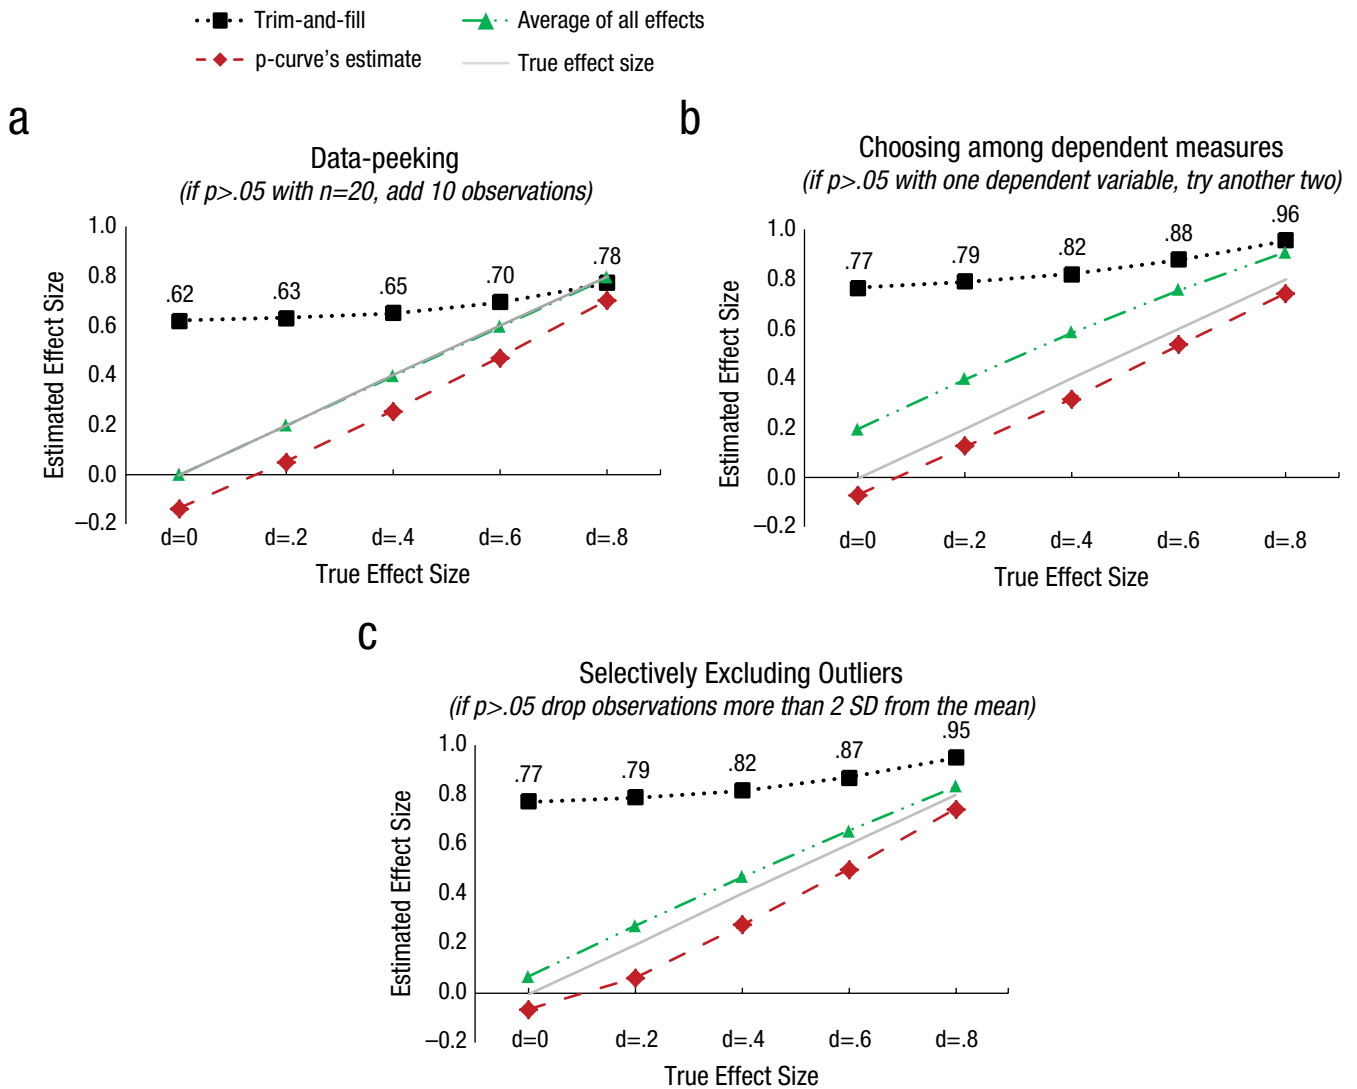 Trim-and-fill
Average of all effects
p-curve's estimate
True effect size
a
Data-peeking
(if p>.05 with n=20, add 10 observations)
Estimated Effect Size
1.0
0.8
0.6
0.4
0.2
0.0
–0.2
.62
.63
.65
.70
.78
d=0
d=.2
d=.4
d=.6
d=.8
True Effect Size
b
Choosing among dependent measures
(if p>.05 with one dependent variable, try another two)
Estimated Effect Size
1.0
0.8
0.6
0.4
0.2
0.0
–0.2
.77
.79
.82
.88
.96
d=0
d=.2
d=.4
d=.6
d=.8
True Effect Size
c
Selectively Excluding Outliers
(if p>.05 drop observations more than 2 SD from the mean)
Estimated Effect Size
1.0
0.8
0.6
0.4
0.2
0.0
–0.2
.77
.79
.82
.87
.95
d=0
d=.2
d=.4
d=.6
d=.8
True Effect Size